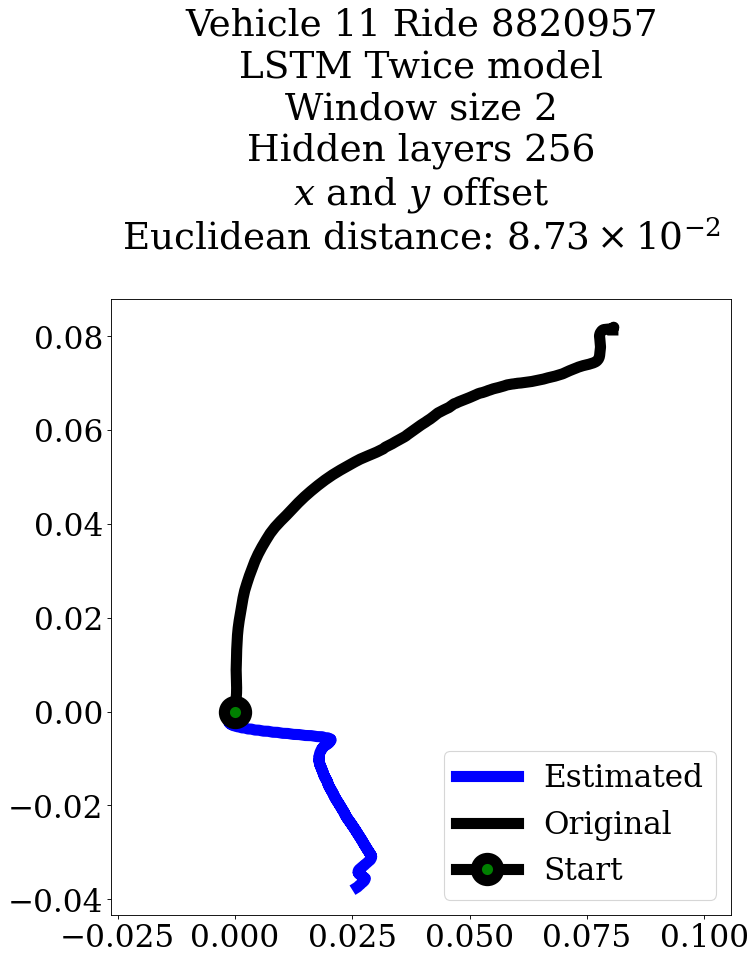 Vehicle 11 Ride 8820957
LSTM Twice model
Window size 2
Hidden layers 256
x and y offset
Euclidean distance: 8.73 × 10⁻²
0.08
0.06
0.04
0.02
0.00
−0.02
−0.04
Estimated
Original
Start
−0.025 0.000 0.025 0.050 0.075 0.100